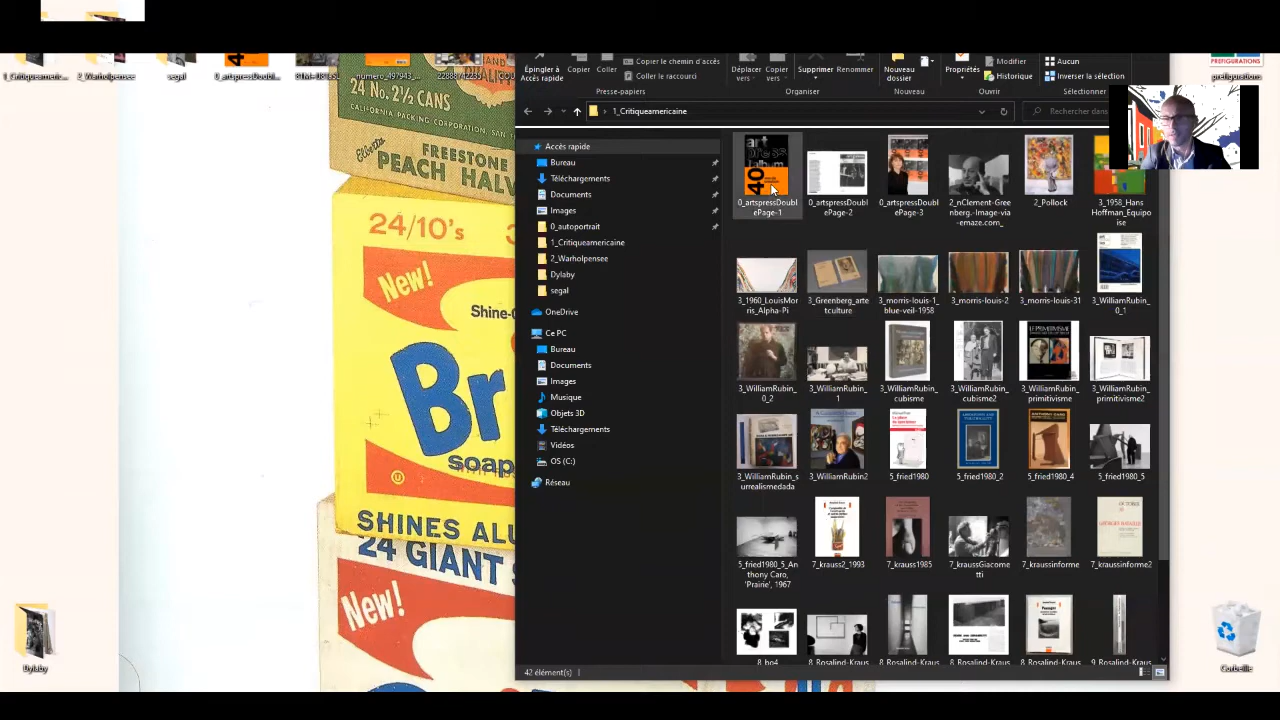 1_Critiqueameric...
2_Warholpensee
segal
0_artspressDoubl...
numero_497943_...
prefigurations
PREFIGURATIONS
24 No. 2½ CANS
CALIFORNIA PACKING CORPORATION, SAN
Elberta
FREESTONE
PEACH HALV
24/10's
New!
Shine-
Br
soap
SHINES ALU
24 GIANT S
New!
Épingler à
Accès rapide
Copier
Coller
Copier le chemin d'accès
Coller le raccourci
Presse-papiers
Déplacer
vers
Copier
vers
Supprimer
Renommer
Organiser
Nouveau
dossier
Nouveau
Propriétés
Modifier
Historique
Ouvrir
Aucun
Inverser la sélection
Sélectionner
1_Critiqueamericaine
Rechercher dans
Accès rapide
Bureau
Téléchargements
Documents
Images
0_autoportrait
1_Critiqueamericaine
2_Warholpensee
Dylaby
segal
OneDrive
Ce PC
Bureau
Documents
Images
Musique
Objets 3D
Téléchargements
Vidéos
OS (C:)
Réseau
art
press
l'album
40
0_artspressDoubl
ePage-1
0_artspressDoubl
ePage-2
0_artspressDoubl
ePage-3
2_nClement-Gree
nberg.-Image-via
-emaze.com_
2_Pollock
3_1958_Hans
Hoffman_Equipo
ise
3_1960_LouisMor
ris_Alpha-Pi
3_Greenberg_arte
tculture
3_morris-louis-1_
blue-veil-1958
3_morris-louis-2
3_morris-louis-31
3_WilliamRubin_
0_1
3_WilliamRubin_
0_2
3_WilliamRubin_
1
3_WilliamRubin_
cubisme
3_WilliamRubin_
cubisme2
LE PRIMITIVISME
3_WilliamRubin_
primitivisme
3_WilliamRubin_
primitivisme2
3_WilliamRubin_s
urrealismedada
3_WilliamRubin2
5_fried1980
5_fried1980_2
5_fried1980_4
5_fried1980_5
5_fried1980_5_An
thony Caro,
'Prairie', 1967
7_krauss2_1993
7_krauss1985
7_kraussGiacome
tti
7_kraussinforme
7_kraussinforme2
8_bo4
8_Rosalind-Kraus
8_Rosalind-Kraus
8_Rosalind-Kraus
8_Rosalind-Kraus
9_Rosalind-Kraus
42 élément(s)
Dylaby
Corbeille